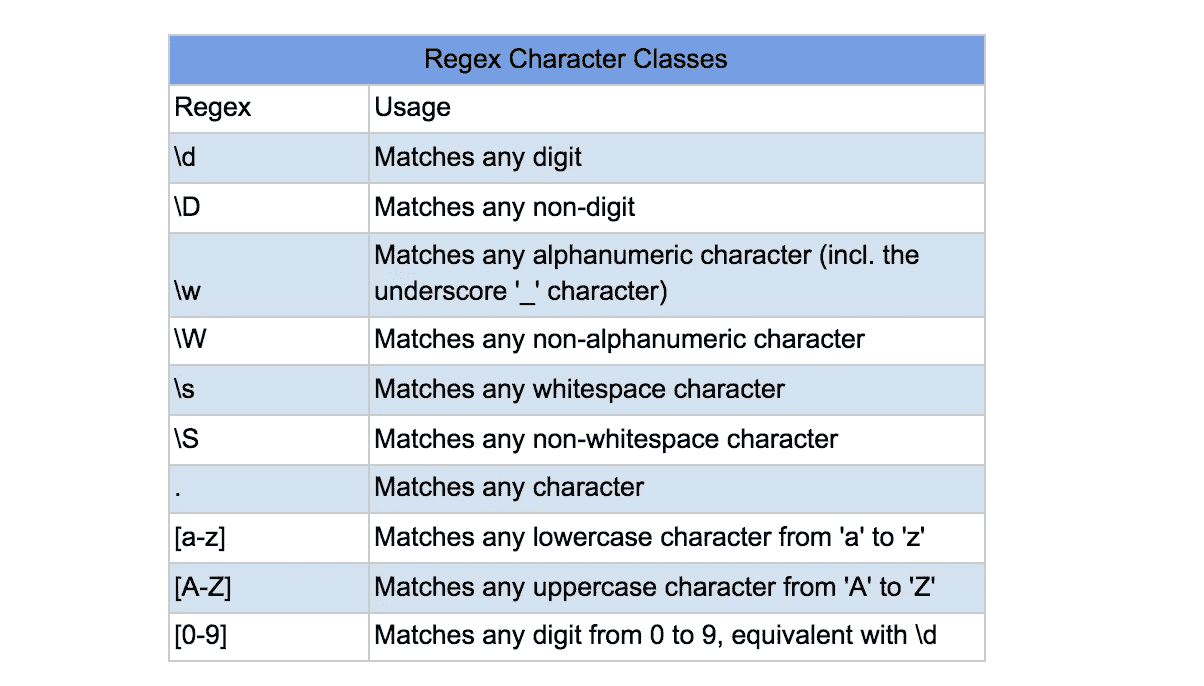 Regex Character Classes
Regex Usage
\d Matches any digit
\D Matches any non-digit
Matches any alphanumeric character (incl. the
\w underscore '_' character)
\W Matches any non-alphanumeric character
\s Matches any whitespace character
\S Matches any non-whitespace character
. Matches any character
[a-z] Matches any lowercase character from 'a' to 'z'
[A-Z] Matches any uppercase character from 'A' to 'Z'
[0-9] Matches any digit from 0 to 9, equivalent with \d